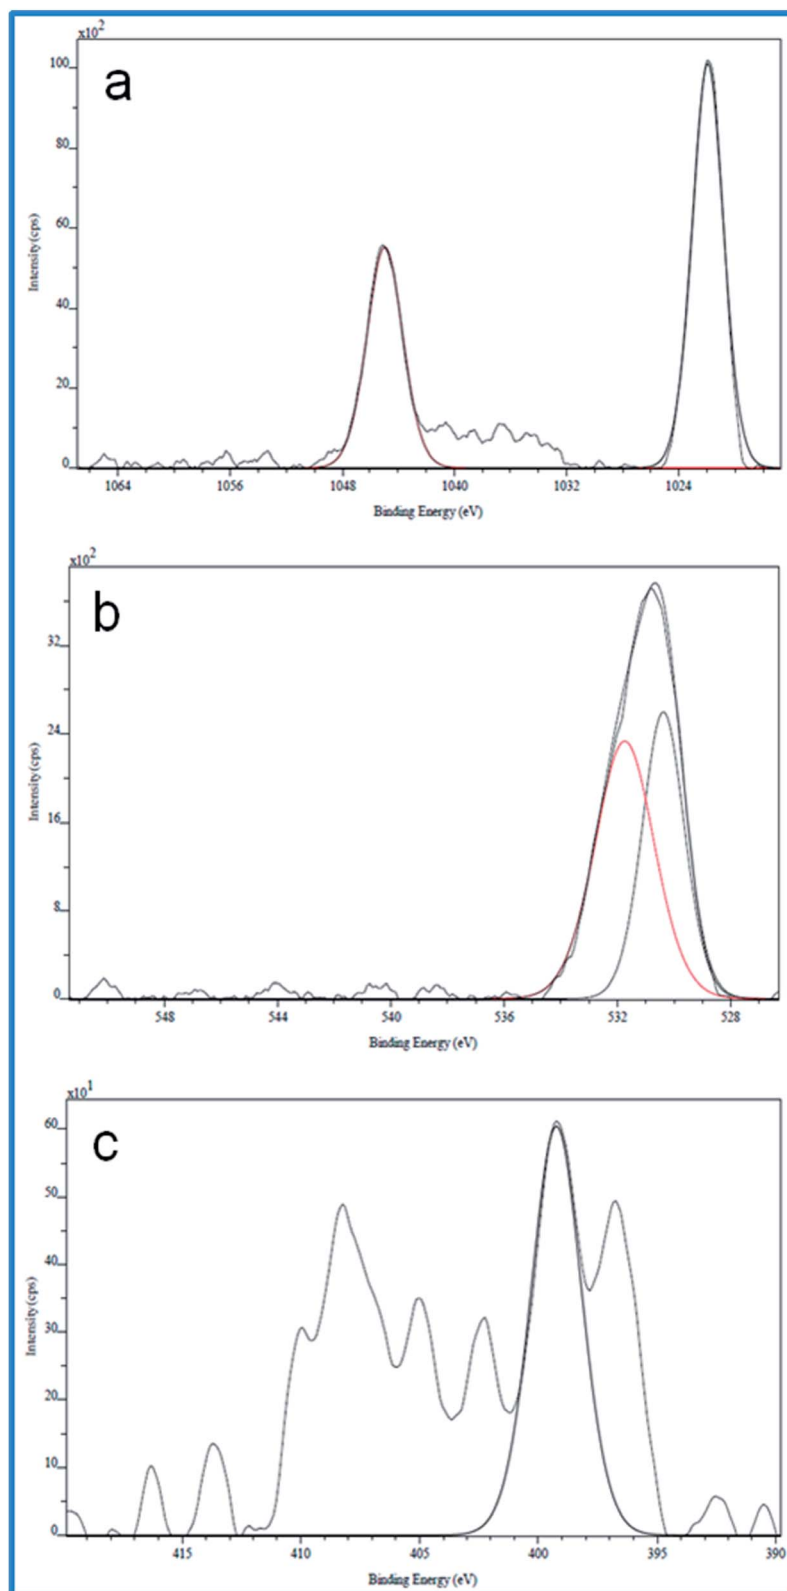 x10²
a
100
80
60
40
20
0
Intensity (cps)
1064 1056 1048 1040 1032 1024
Binding Energy (eV)
x10²
b
32
24
16
8
0
Intensity (cps)
548 544 540 536 532 528
Binding Energy (eV)
x10¹
c
60
50
40
30
20
10
0
Intensity (cps)
415 410 405 400 395 390
Binding Energy (eV)